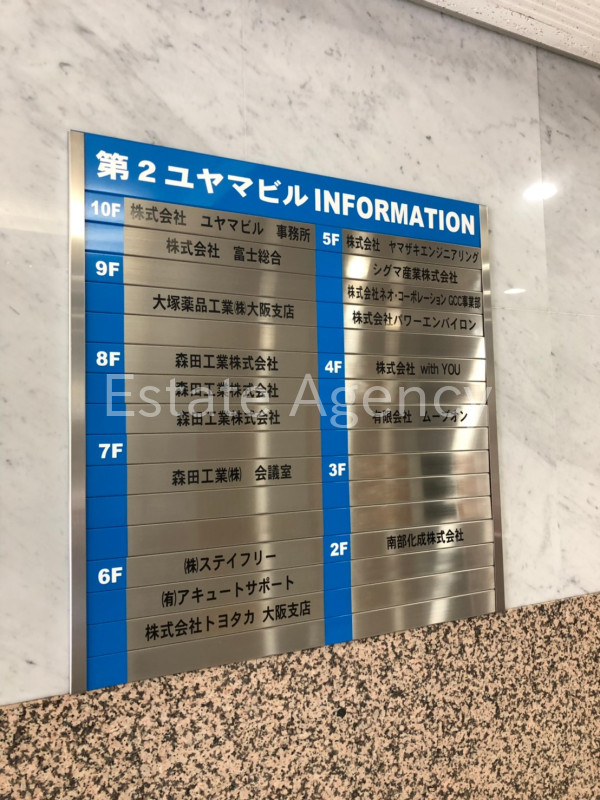 第2ユヤマビル INFORMATION
10F 株式会社 ユヤマビル 事務所
株式会社 富士総合
9F
大塚薬品工業㈱大阪支店
8F 森田工業株式会社
森田工業株式会社
森田工業株式会社
7F
森田工業㈱ 会議室
6F ㈱ステイフリー
㈲アキュートサポート
株式会社トヨタカ 大阪支店
5F 株式会社 ヤマザキエンジニアリング
シグマ産業株式会社
株式会社ネオ・コーポレーション GCC事業部
株式会社パワーエンバイロン
4F 株式会社 with YOU
有限会社 ムーブオン
3F
2F 南部化成株式会社
Estate Agency